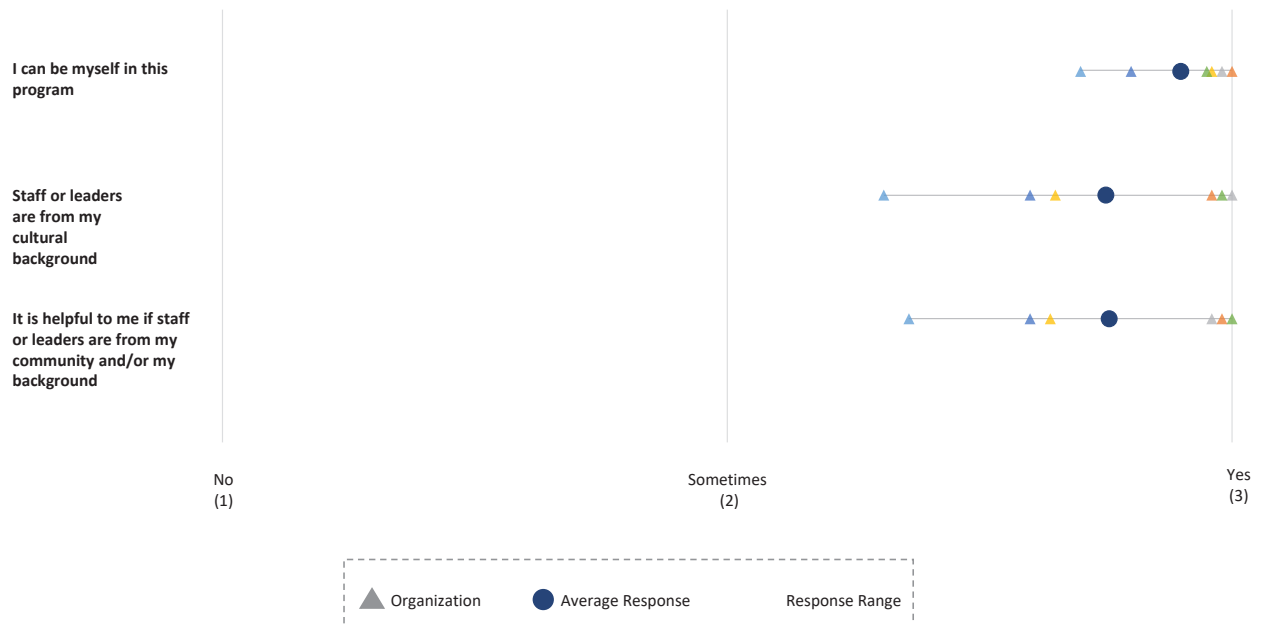 I can be myself in this
program
Staff or leaders
are from my
cultural
background
It is helpful to me if staff
or leaders are from my
community and/or my
background
No
(1)
Sometimes
(2)
Yes
(3)
Organization
Average Response
Response Range